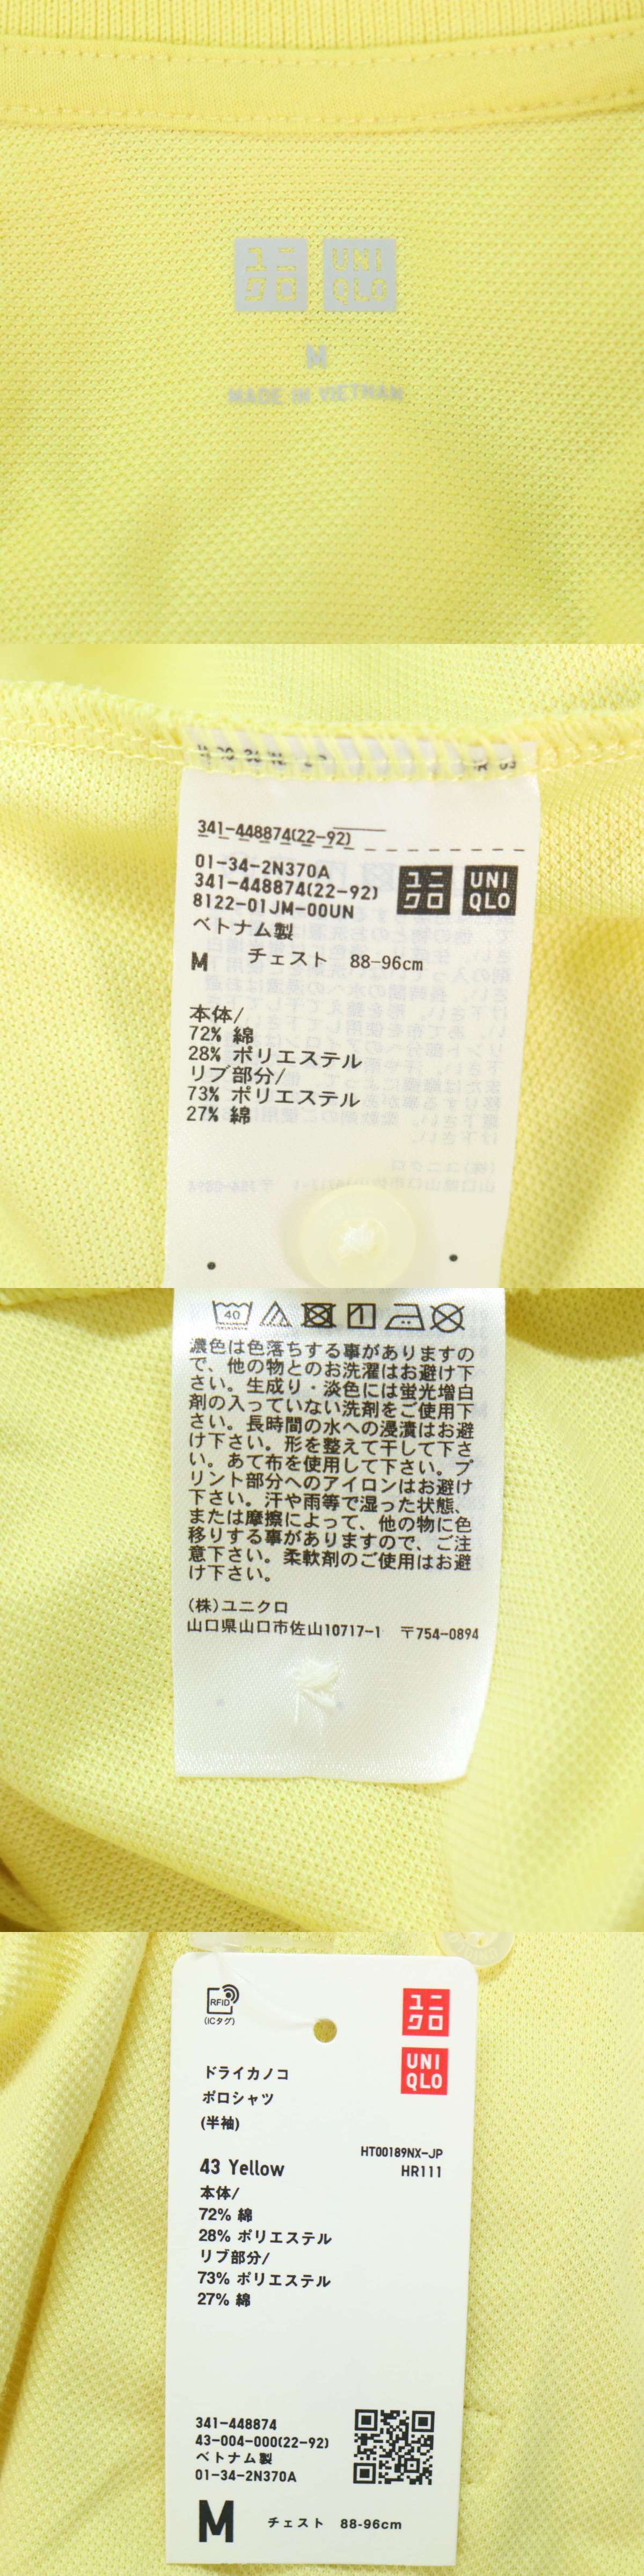 ユニ
クロ
UNI
QLO
M
MADE IN VIETNAM
341-448874(22-92)
01-34-2N370A
341-448874(22-92)
8122-01JM-00UN
ベトナム製
ユニ
クロ
UNI
QLO
M チェスト 88-96cm
本体/
72% 綿
28% ポリエステル
リブ部分/
73% ポリエステル
27% 綿
40
濃色は色落ちする事がありますの
で、他の物とのお洗濯はお避け下
さい。生成り・淡色には蛍光増白
剤の入っていない洗剤をご使用下
さい。長時間の水への浸漬はお避
け下さい。形を整えて干して下さ
い。あて布を使用して下さい。プ
リント部分へのアイロンはお避け
下さい。汗や雨等で湿った状態、
または摩擦によって、他の物に色
移りする事がありますので、ご注
意下さい。柔軟剤のご使用はお避
け下さい。
(株)ユニクロ
山口県山口市佐山10717-1 〒754-0894
RFID
(ICタグ)
ユニ
クロ
UNI
QLO
ドライカノコ
ポロシャツ
(半袖)
HT00189NX-JP
43 Yellow HR111
本体/
72% 綿
28% ポリエステル
リブ部分/
73% ポリエステル
27% 綿
341-448874
43-004-000(22-92)
ベトナム製
01-34-2N370A
M チェスト 88-96cm